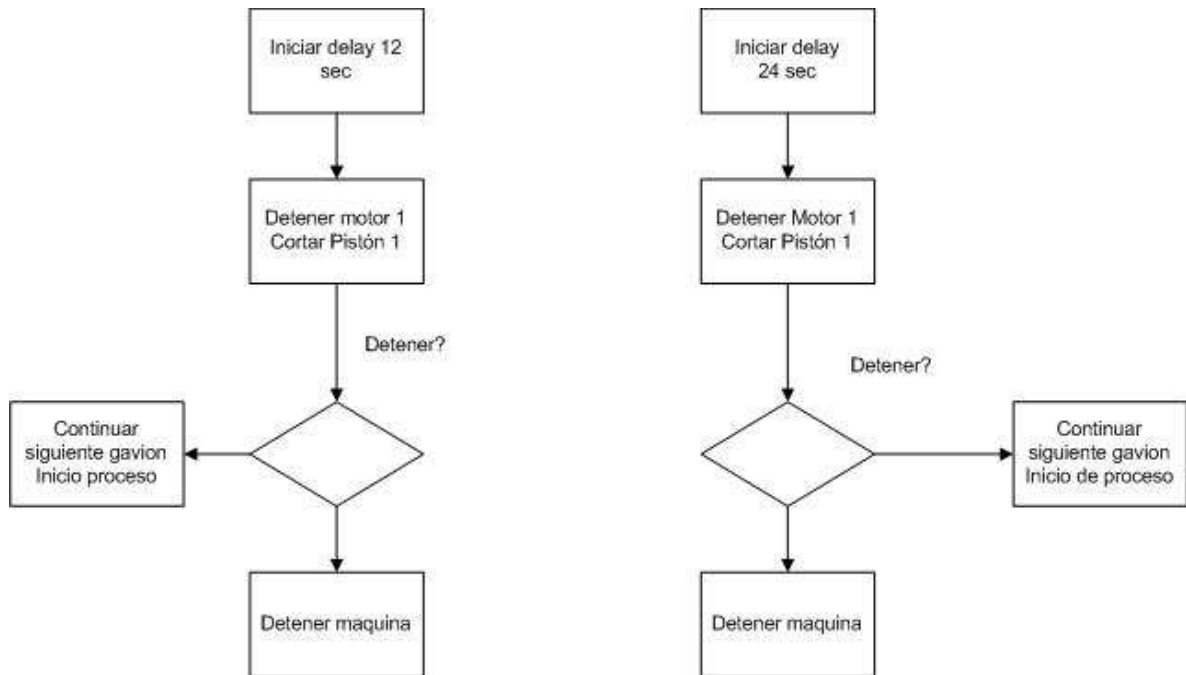 Iniciar delay 12
sec
Detener motor 1
Cortar Pistón 1
Detener?
Continuar
siguiente gavion
Inicio proceso
Detener maquina
Iniciar delay
24 sec
Detener Motor 1
Cortar Pistón 1
Detener?
Continuar
siguiente gavion
Inicio de proceso
Detener maquina